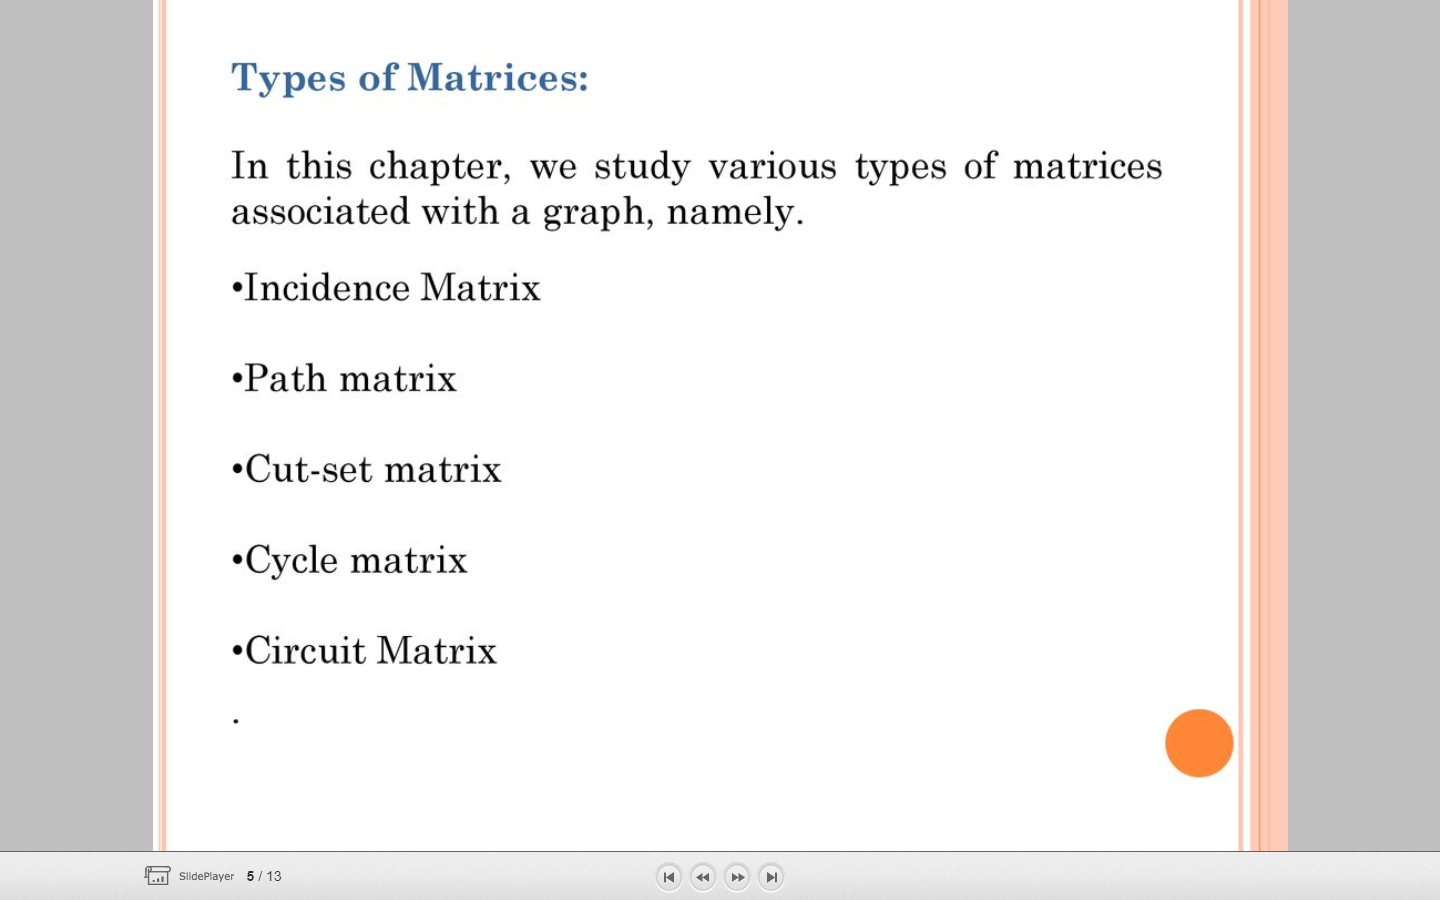 Types of Matrices:
In this chapter, we study various types of matrices
associated with a graph, namely.
•Incidence Matrix
•Path matrix
•Cut-set matrix
•Cycle matrix
•Circuit Matrix
.
SlidePlayer 5 / 13